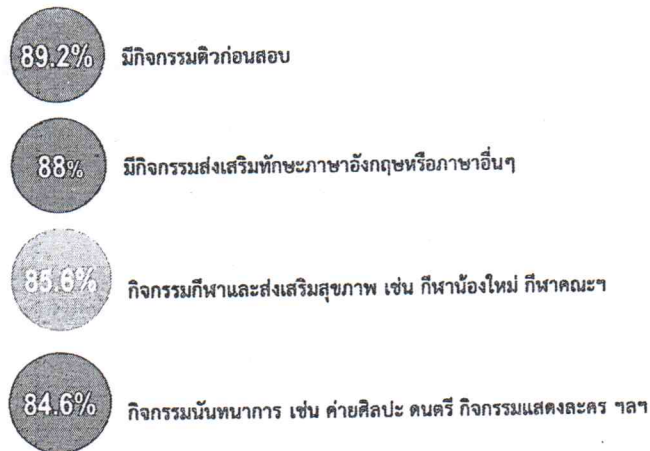 89.2% มีกิจกรรมติวก่อนสอบ
88% มีกิจกรรมส่งเสริมทักษะภาษาอังกฤษหรือภาษาอื่นๆ
85.6% กิจกรรมกีฬาและส่งเสริมสุขภาพ เช่น กีฬาน้องใหม่ กีฬาคณะฯ
84.6% กิจกรรมนันทนาการ เช่น ค่ายศิลปะ ดนตรี กิจกรรมแสดงละคร ฯลฯ